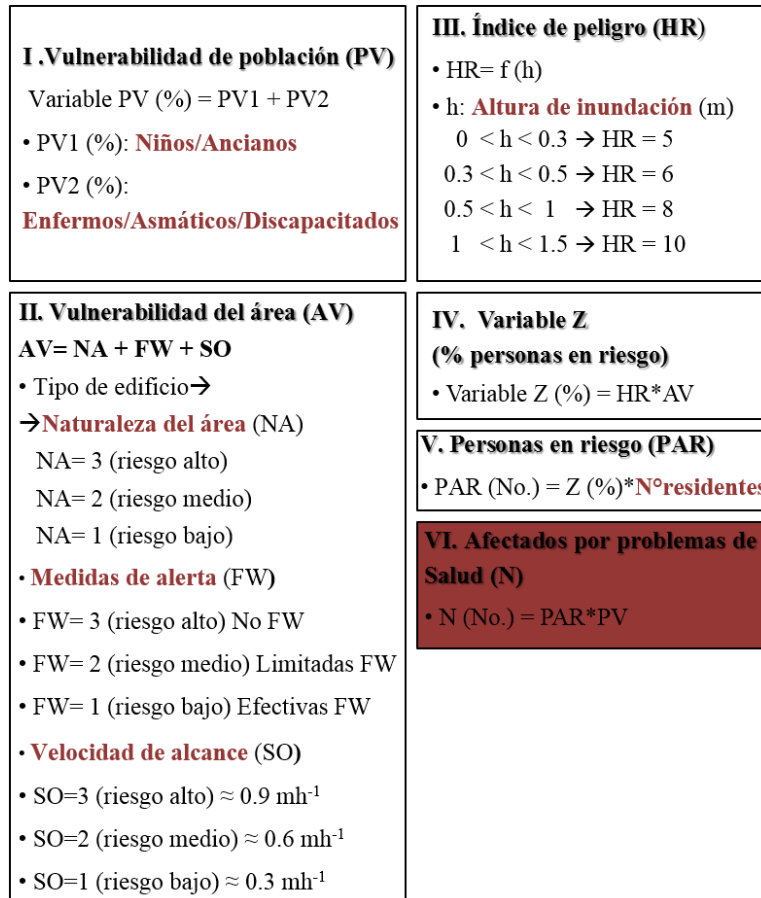 I .Vulnerabilidad de población (PV)
Variable PV (%) = PV1 + PV2
• PV1 (%): Niños/Ancianos
• PV2 (%):
Enfermos/Asmáticos/Discapacitados
II. Vulnerabilidad del área (AV)
AV= NA + FW + SO
• Tipo de edificio→
→Naturaleza del área (NA)
NA= 3 (riesgo alto)
NA= 2 (riesgo medio)
NA= 1 (riesgo bajo)
• Medidas de alerta (FW)
• FW= 3 (riesgo alto) No FW
• FW= 2 (riesgo medio) Limitadas FW
• FW= 1 (riesgo bajo) Efectivas FW
• Velocidad de alcance (SO)
• SO=3 (riesgo alto) ≈ 0.9 mh⁻¹
• SO=2 (riesgo medio) ≈ 0.6 mh⁻¹
• SO=1 (riesgo bajo) ≈ 0.3 mh⁻¹
III. Índice de peligro (HR)
• HR= f (h)
• h: Altura de inundación (m)
0 < h < 0.3 → HR = 5
0.3 < h < 0.5 → HR = 6
0.5 < h < 1 → HR = 8
1 < h < 1.5 → HR = 10
IV. Variable Z
(% personas en riesgo)
• Variable Z (%) = HR*AV
V. Personas en riesgo (PAR)
• PAR (No.) = Z (%)*N°residentes
VI. Afectados por problemas de
Salud (N)
• N (No.) = PAR*PV